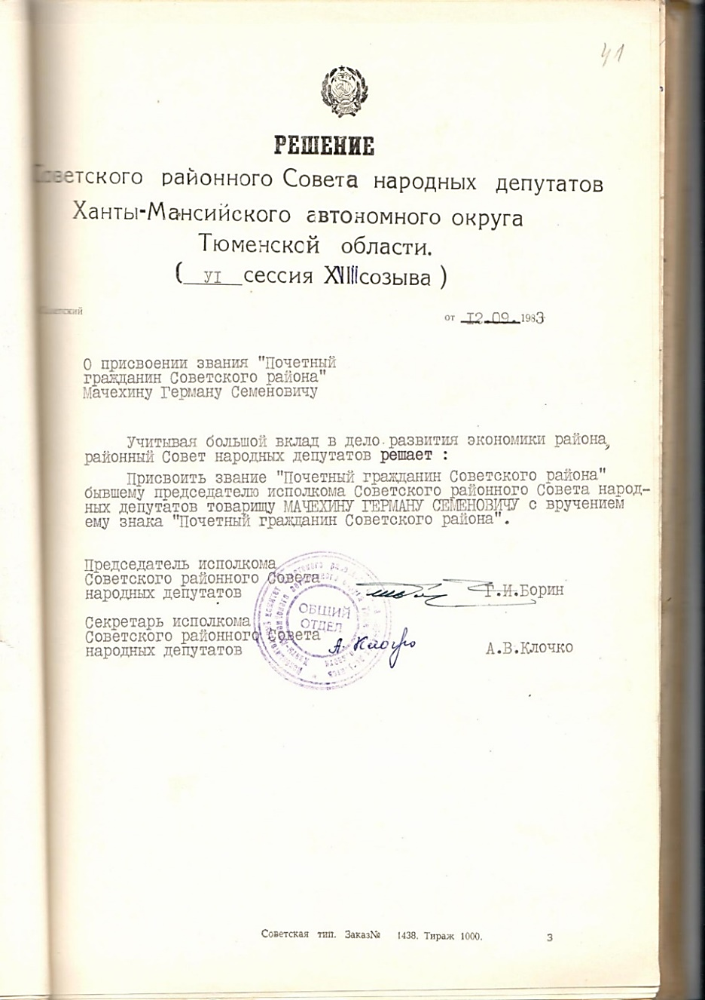 41
РЕШЕНИЕ
Советского районного Совета народных депутатов
Ханты-Мансийского автономного округа
Тюменской области.
( УІ сессия XVIII созыва )
Советский
от 12.09.1983
О присвоении звания "Почетный
гражданин Советского района"
Мачехину Герману Семеновичу
Учитывая большой вклад в дело развития экономики района,
районный Совет народных депутатов решает :
Присвоить звание "Почетный гражданин Советского района"
бывшему председателю исполкома Советского районного Совета народ-
ных депутатов товарищу МАЧЕХИНУ ГЕРМАНУ СЕМЕНОВИЧУ с вручением
ему знака "Почетный гражданин Советского района".
Председатель исполкома
Советского районного Совета
народных депутатов Г.И.Борин
ОБЩИЙ
ОТДЕЛ
Секретарь исполкома
Советского районного Совета
народных депутатов А.В.Клочко
Советская тип. Заказ№ 1438. Тираж 1000.
3